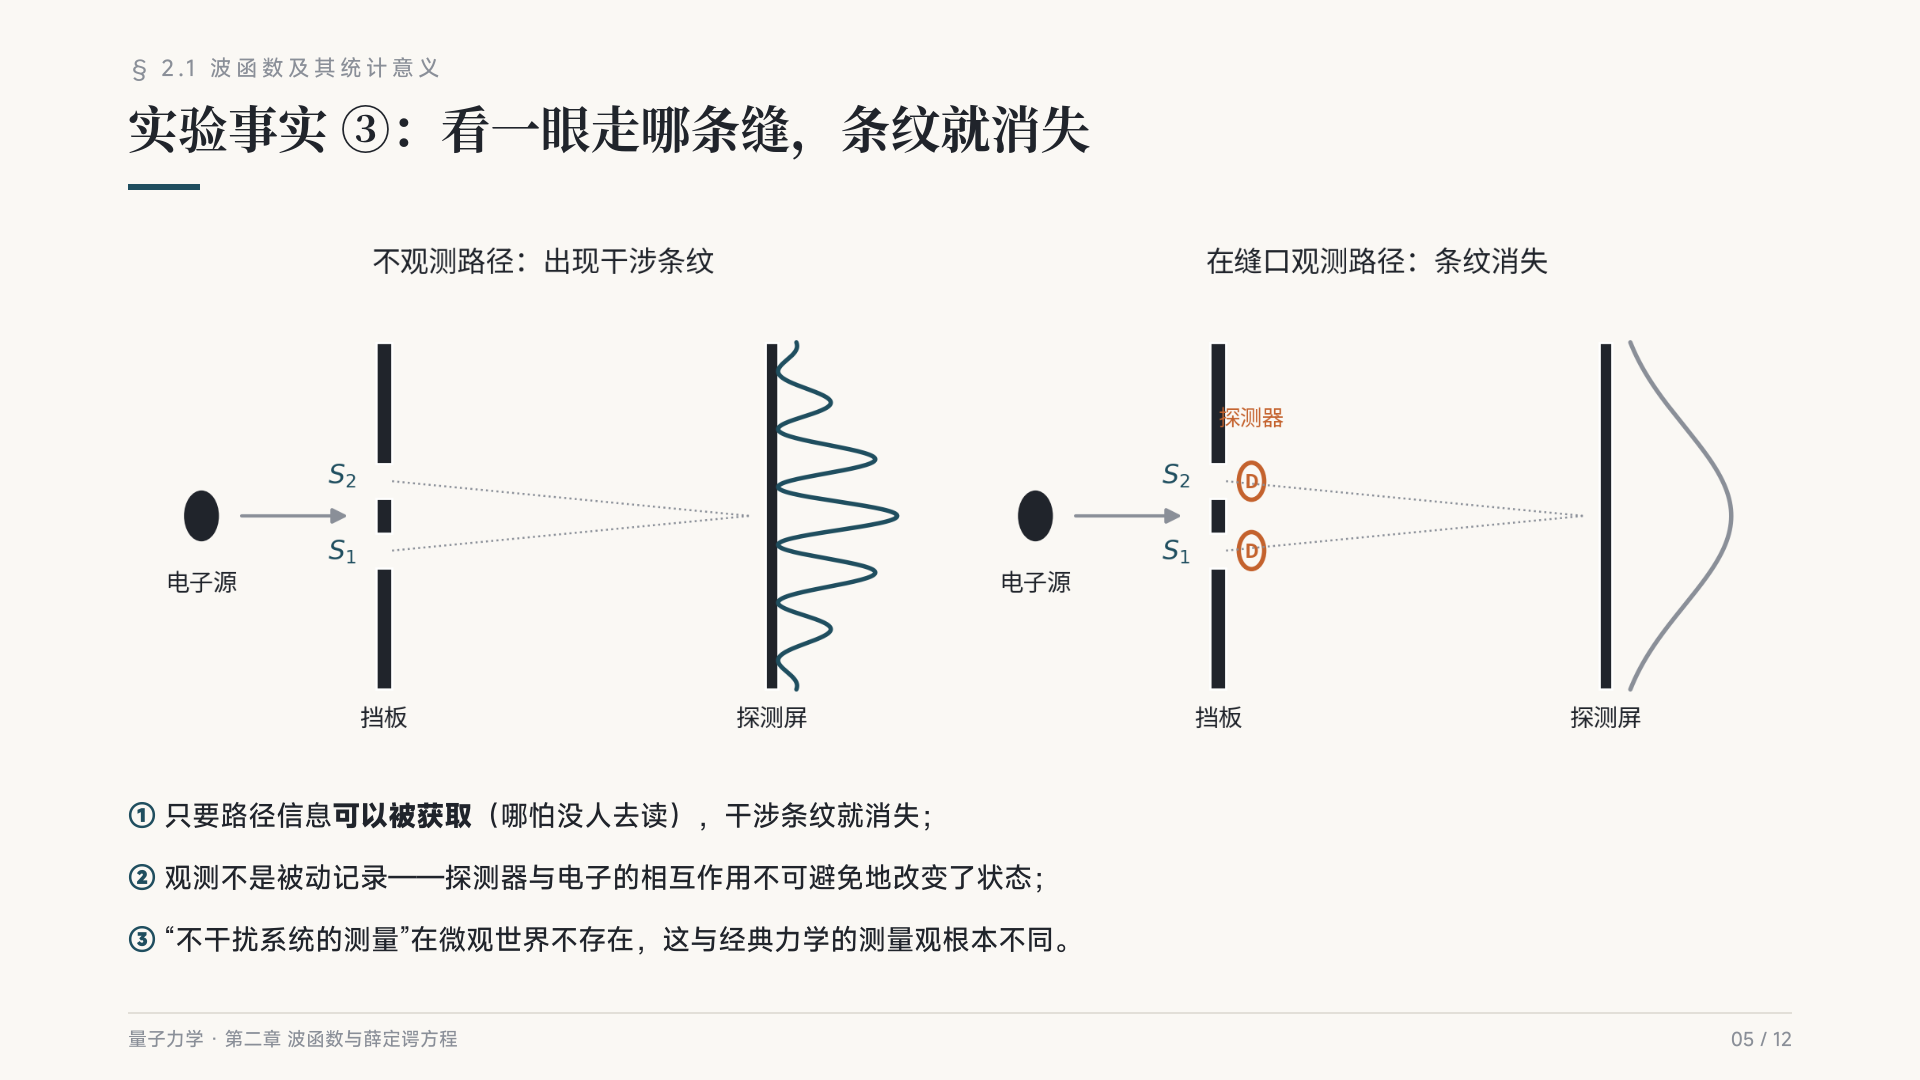 § 2.1 波函数及其统计意义
实验事实 ③：看一眼走哪条缝，条纹就消失
不观测路径：出现干涉条纹
在缝口观测路径：条纹消失
S₂
S₁
电子源
挡板
探测屏
探测器
S₂
D
S₁
D
电子源
挡板
探测屏
① 只要路径信息可以被获取（哪怕没人去读），干涉条纹就消失；
② 观测不是被动记录——探测器与电子的相互作用不可避免地改变了状态；
③ “不干扰系统的测量”在微观世界不存在，这与经典力学的测量观根本不同。
量子力学 · 第二章 波函数与薛定谔方程
05 / 12